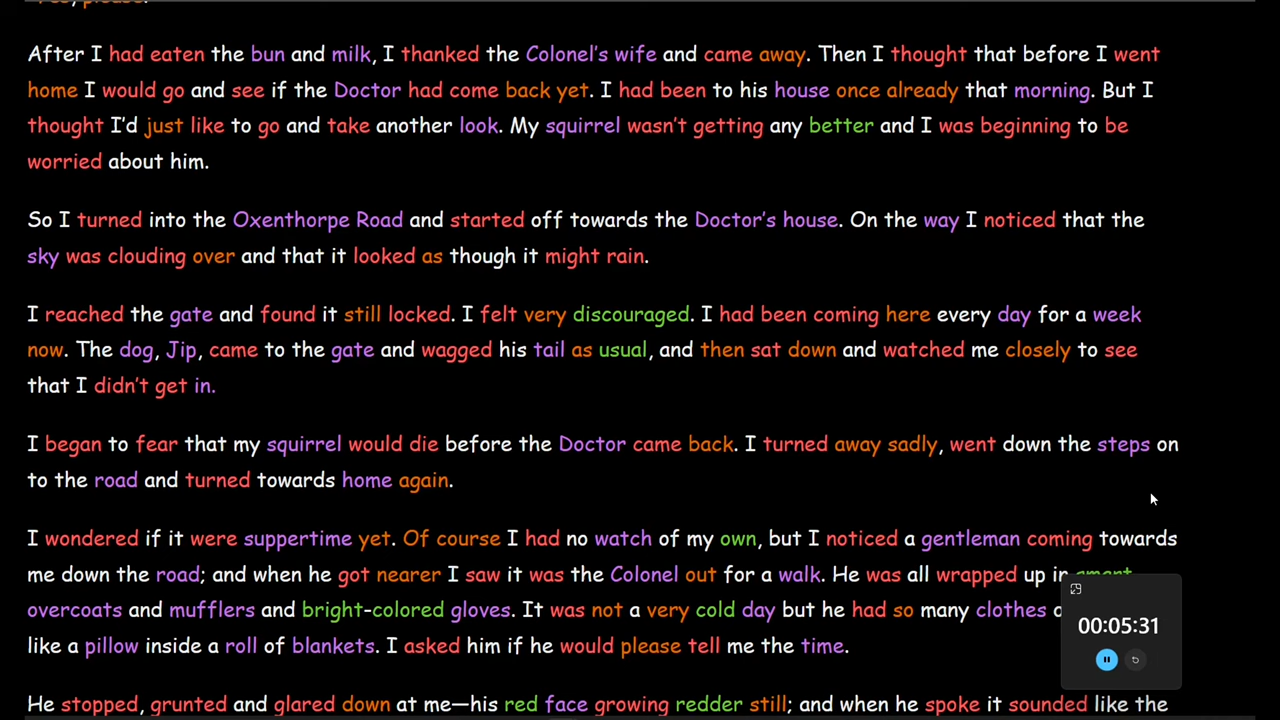 Yes, please.
After I had eaten the bun and milk, I thanked the Colonel's wife and came away. Then I thought that before I went
home I would go and see if the Doctor had come back yet. I had been to his house once already that morning. But I
thought I'd just like to go and take another look. My squirrel wasn't getting any better and I was beginning to be
worried about him.
So I turned into the Oxenthorpe Road and started off towards the Doctor's house. On the way I noticed that the
sky was clouding over and that it looked as though it might rain.
I reached the gate and found it still locked. I felt very discouraged. I had been coming here every day for a week
now. The dog, Jip, came to the gate and wagged his tail as usual, and then sat down and watched me closely to see
that I didn't get in.
I began to fear that my squirrel would die before the Doctor came back. I turned away sadly, went down the steps on
to the road and turned towards home again.
I wondered if it were suppertime yet. Of course I had no watch of my own, but I noticed a gentleman coming towards
me down the road; and when he got nearer I saw it was the Colonel out for a walk. He was all wrapped up in smart
overcoats and mufflers and bright-colored gloves. It was not a very cold day but he had so many clothes
like a pillow inside a roll of blankets. I asked him if he would please tell me the time.
He stopped, grunted and glared down at me—his red face growing redder still; and when he spoke it sounded like the
00:05:31